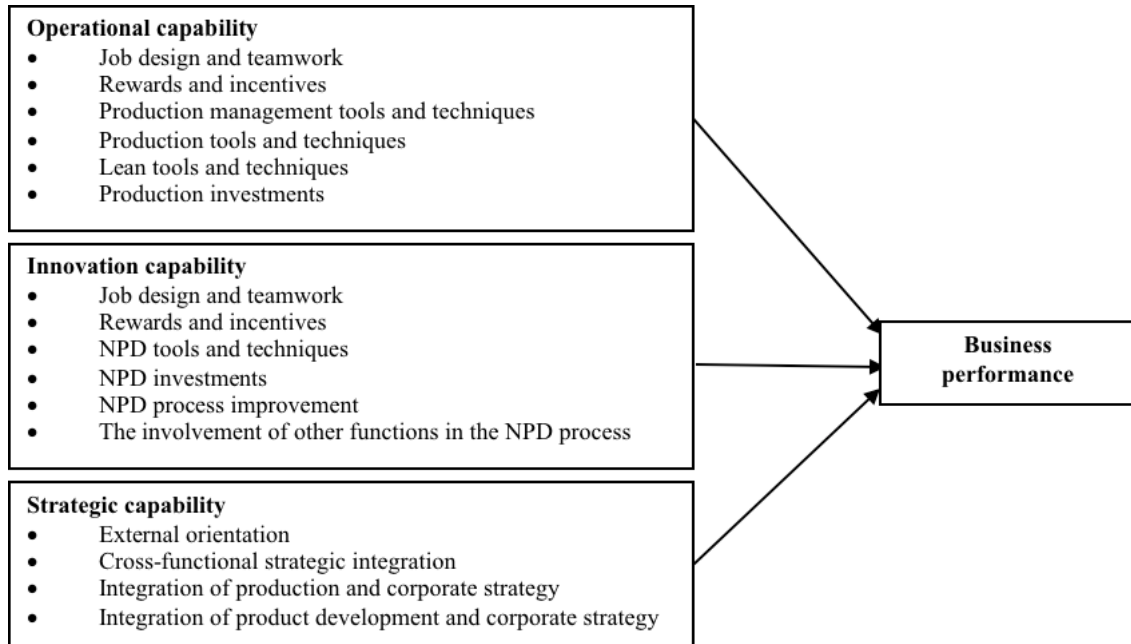 Operational capability
• Job design and teamwork
• Rewards and incentives
• Production management tools and techniques
• Production tools and techniques
• Lean tools and techniques
• Production investments
Innovation capability
• Job design and teamwork
• Rewards and incentives
• NPD tools and techniques
• NPD investments
• NPD process improvement
• The involvement of other functions in the NPD process
Strategic capability
• External orientation
• Cross-functional strategic integration
• Integration of production and corporate strategy
• Integration of product development and corporate strategy
Business
performance